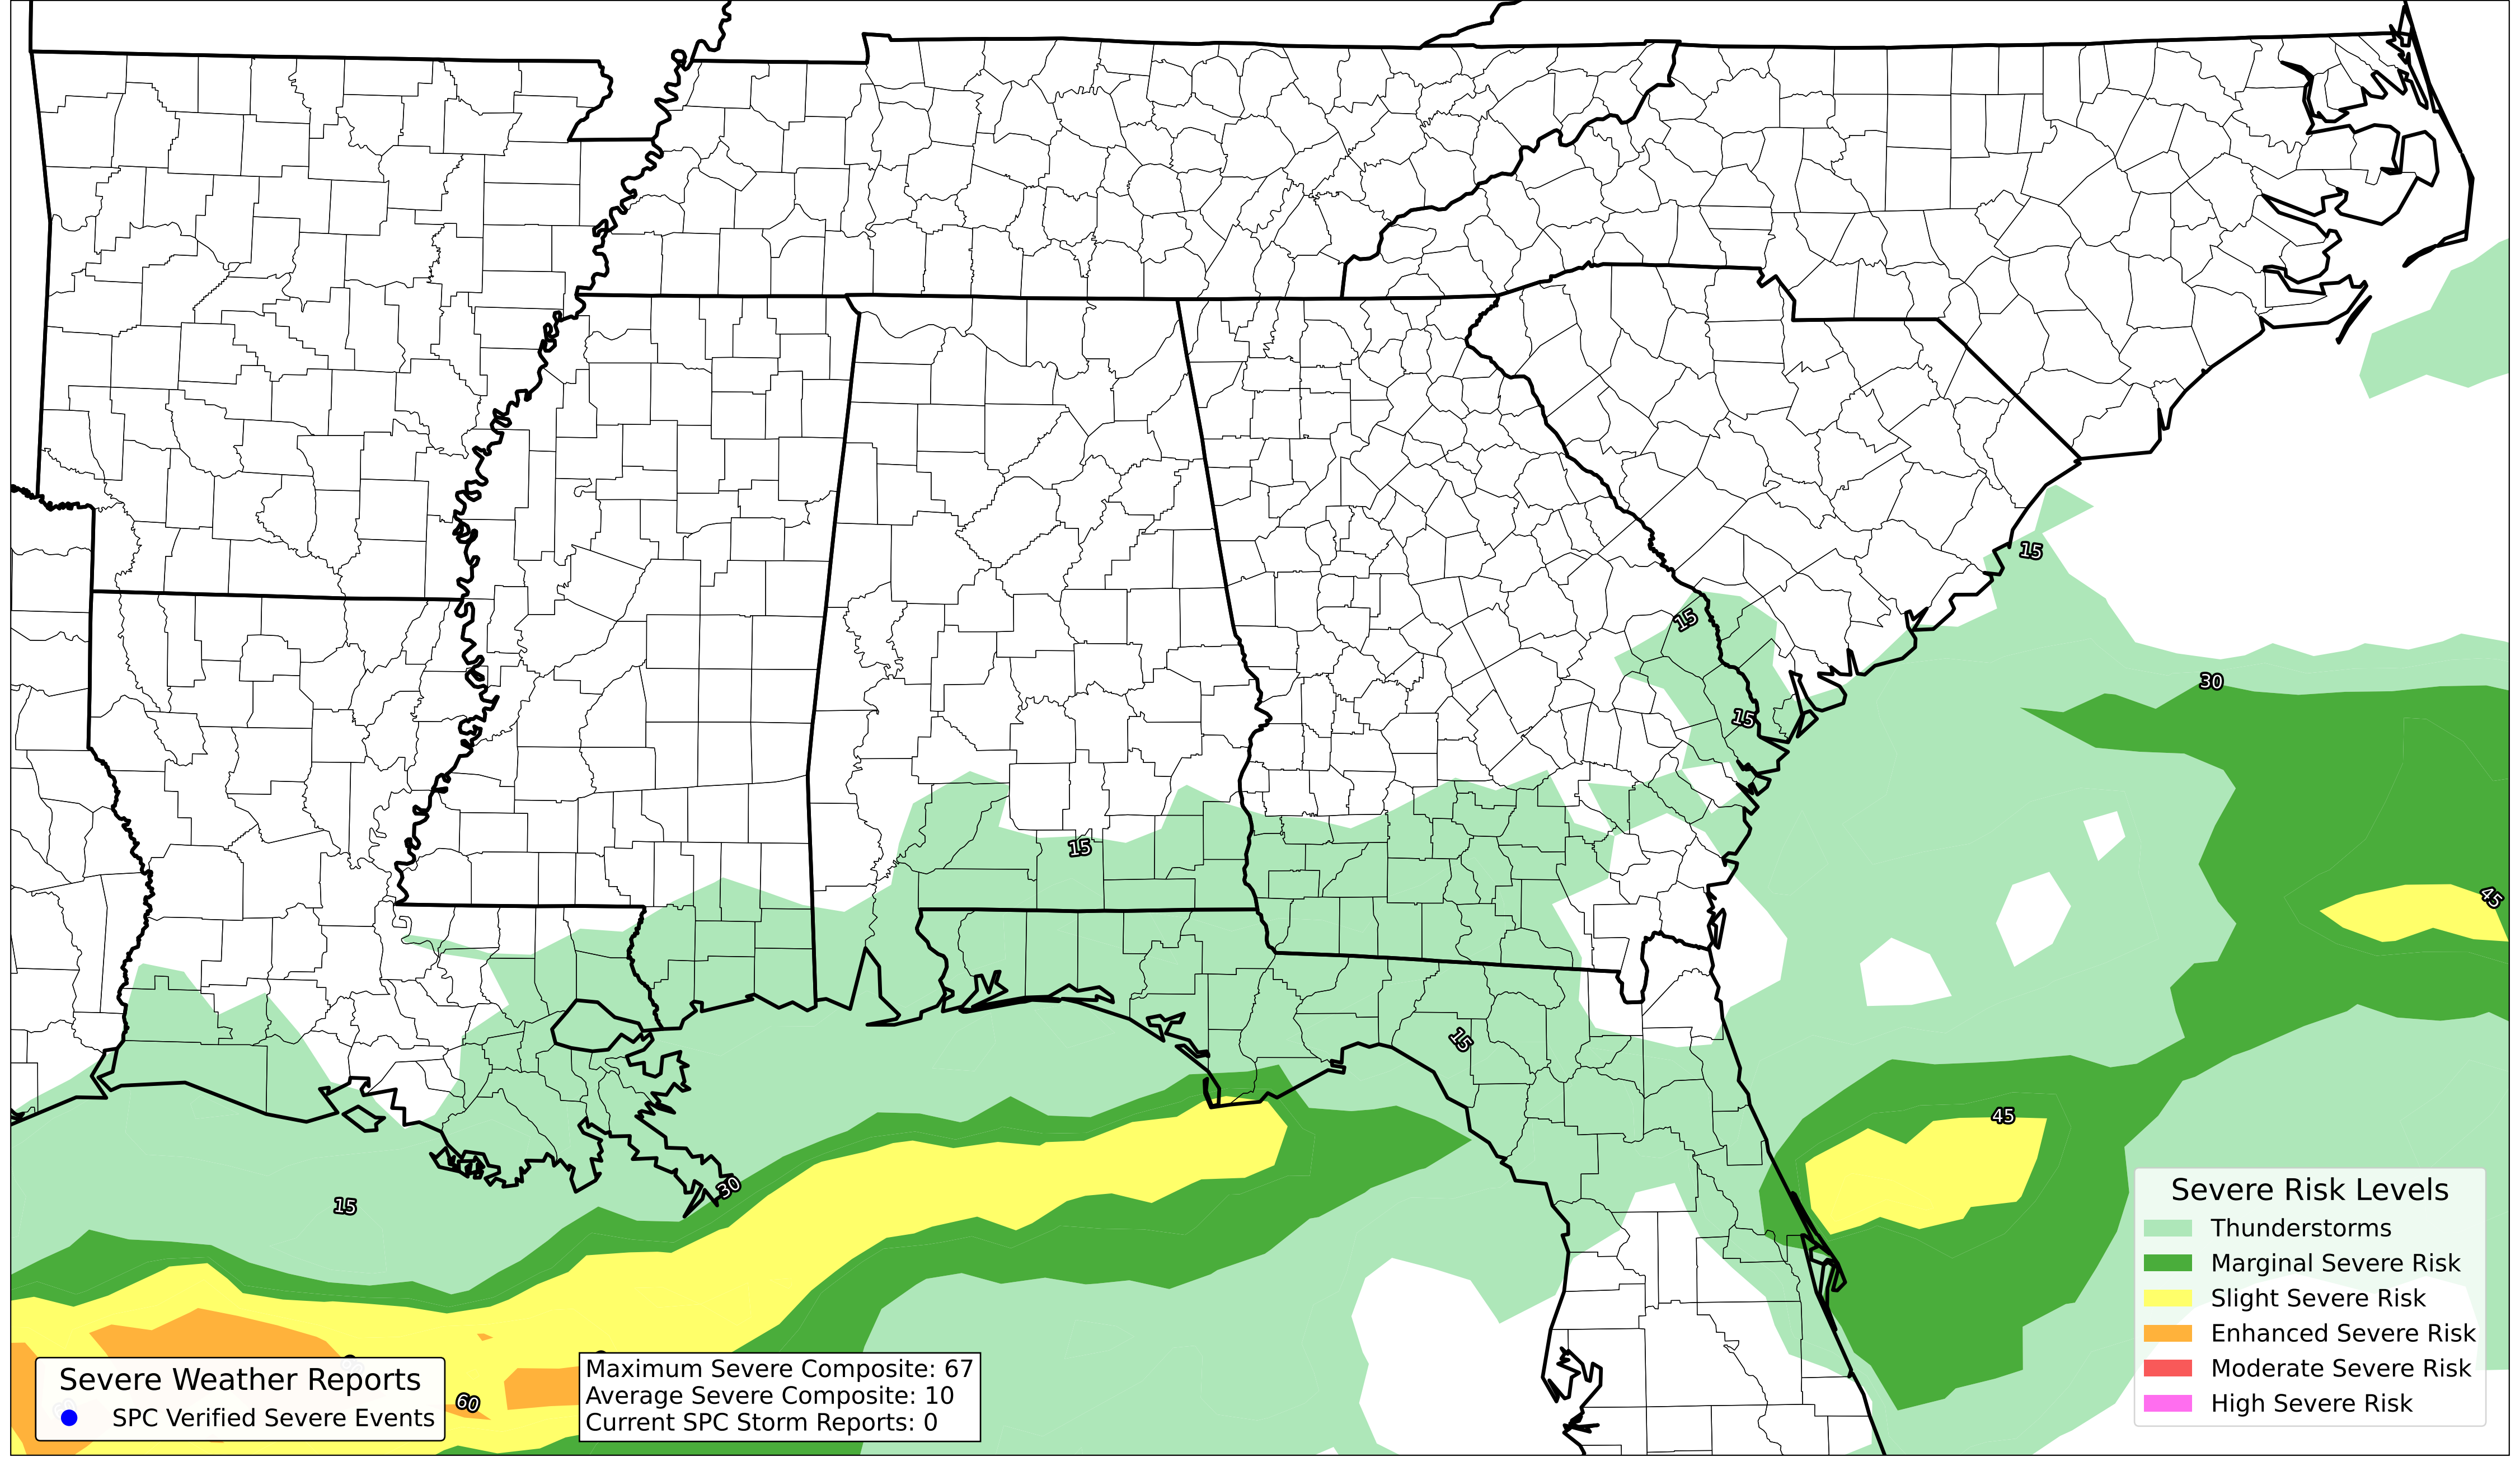 15
15
30
15
15
45
15
45
30
15
60
Severe Weather Reports
SPC Verified Severe Events
Maximum Severe Composite: 67
Average Severe Composite: 10
Current SPC Storm Reports: 0
Severe Risk Levels
Thunderstorms
Marginal Severe Risk
Slight Severe Risk
Enhanced Severe Risk
Moderate Severe Risk
High Severe Risk